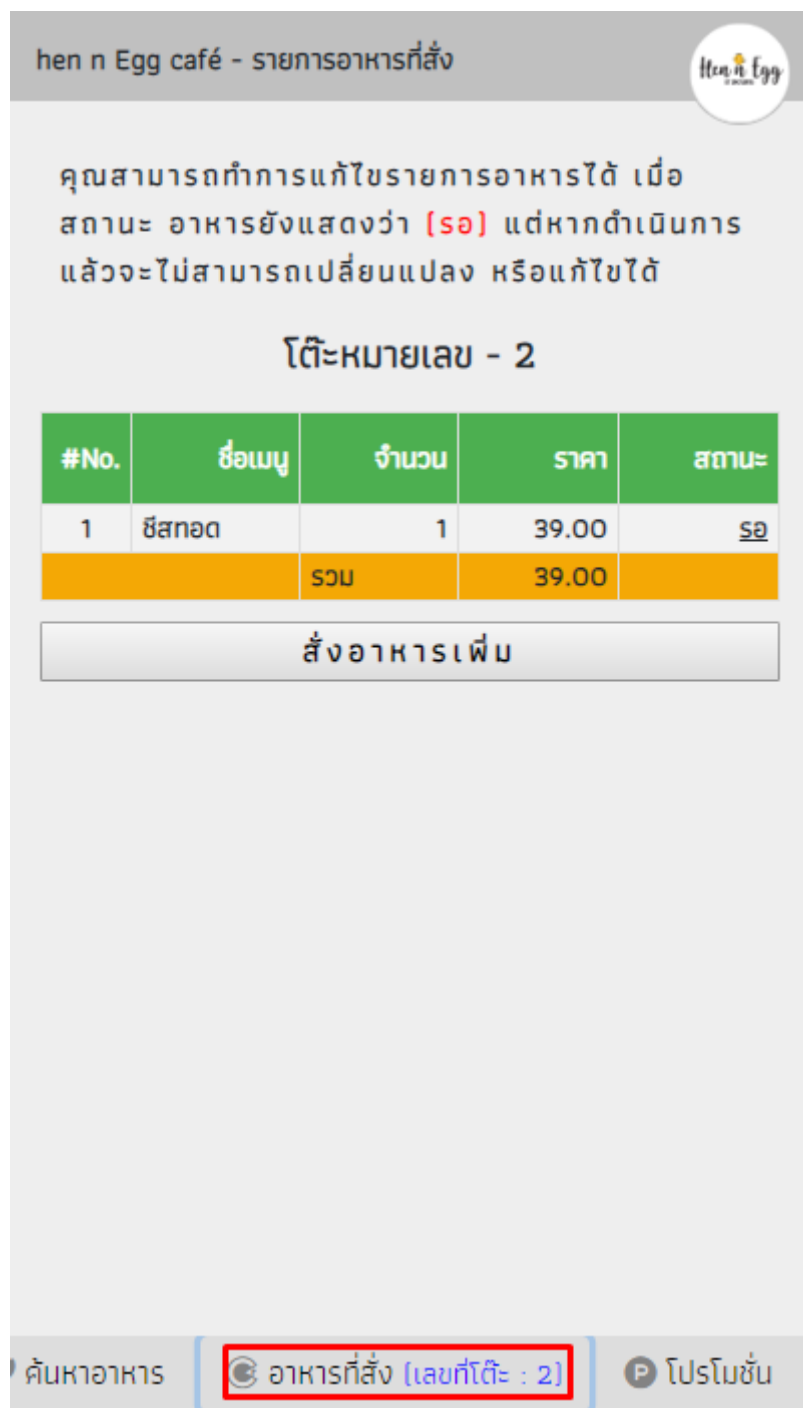 hen n Egg café - รายการอาหารที่สั่ง
Hen n Egg
คุณสามารถทำการแก้ไขรายการอาหารได้ เมื่อ
สถานะ อาหารยังแสดงว่า (รอ) แต่หากดำเนินการ
แล้วจะไม่สามารถเปลี่ยนแปลง หรือแก้ไขได้
โต๊ะหมายเลข - 2
#No. ชื่อเมนู จำนวน ราคา สถานะ
1 ชีสทอด 1 39.00 รอ
รวม 39.00
สั่งอาหารเพิ่ม
ค้นหาอาหาร อาหารที่สั่ง (เลขที่โต๊ะ : 2) P โปรโมชั่น